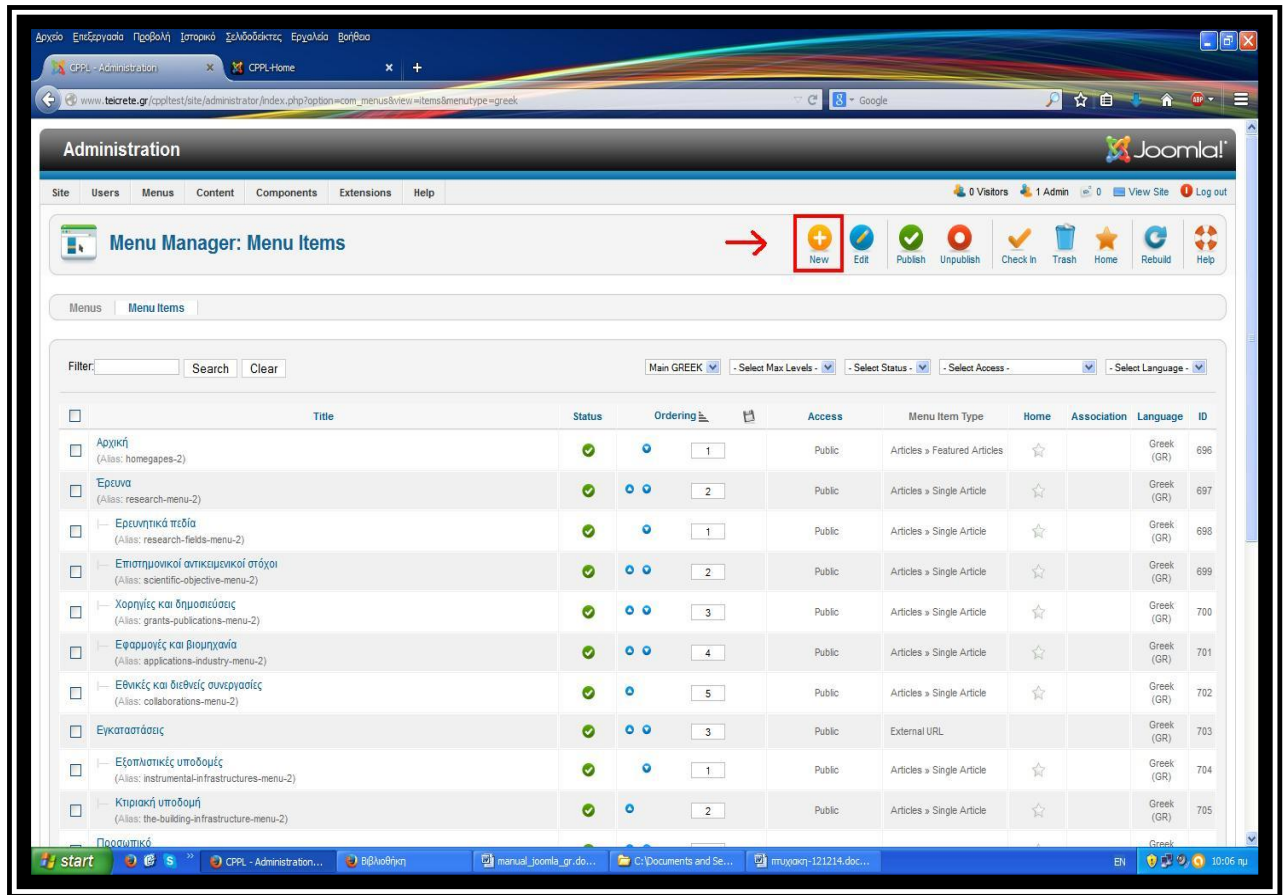 Αρχείο Επεξεργασία Προβολή Ιστορικό Σελιδοδείκτες Εργαλεία Βοήθεια
CPPL - Administration × CPPL-Home × +
www.teicrete.gr/cppltest/site/administrator/index.php?option=com_menus&view=items&menutype=greek Google
Administration Joomla!
Site Users Menus Content Components Extensions Help 0 Visitors 1 Admin 0 View Site Log out
Menu Manager: Menu Items
New Edit Publish Unpublish Check In Trash Home Rebuild Help
Menus Menu Items
Filter: Search Clear Main GREEK - Select Max Levels - - Select Status - - Select Access - - Select Language -
Title Status Ordering Access Menu Item Type Home Association Language ID
Αρχική
(Alias: homegapes-2) 1 Public Articles » Featured Articles Greek (GR) 696
Έρευνα
(Alias: research-menu-2) 2 Public Articles » Single Article Greek (GR) 697
Ερευνητικά πεδία
(Alias: research-fields-menu-2) 1 Public Articles » Single Article Greek (GR) 698
Επιστημονικοί αντικειμενικοί στόχοι
(Alias: scientific-objective-menu-2) 2 Public Articles » Single Article Greek (GR) 699
Χορηγίες και δημοσιεύσεις
(Alias: grants-publications-menu-2) 3 Public Articles » Single Article Greek (GR) 700
Εφαρμογές και βιομηχανία
(Alias: applications-industry-menu-2) 4 Public Articles » Single Article Greek (GR) 701
Εθνικές και διεθνείς συνεργασίες
(Alias: collaborations-menu-2) 5 Public Articles » Single Article Greek (GR) 702
Εγκαταστάσεις 3 Public External URL Greek (GR) 703
Εξοπλιστικές υποδομές
(Alias: instrumental-infrastructures-menu-2) 1 Public Articles » Single Article Greek (GR) 704
Κτιριακή υποδομή
(Alias: the-building-infrastructure-menu-2) 2 Public Articles » Single Article Greek (GR) 705
Προσωπικό Greek
start CPPL - Administration... Βιβλιοθήκη manual_joomla_gr.do... C:\Documents and Se... πτυχιακη-121214.doc... EN 10:06 πμ